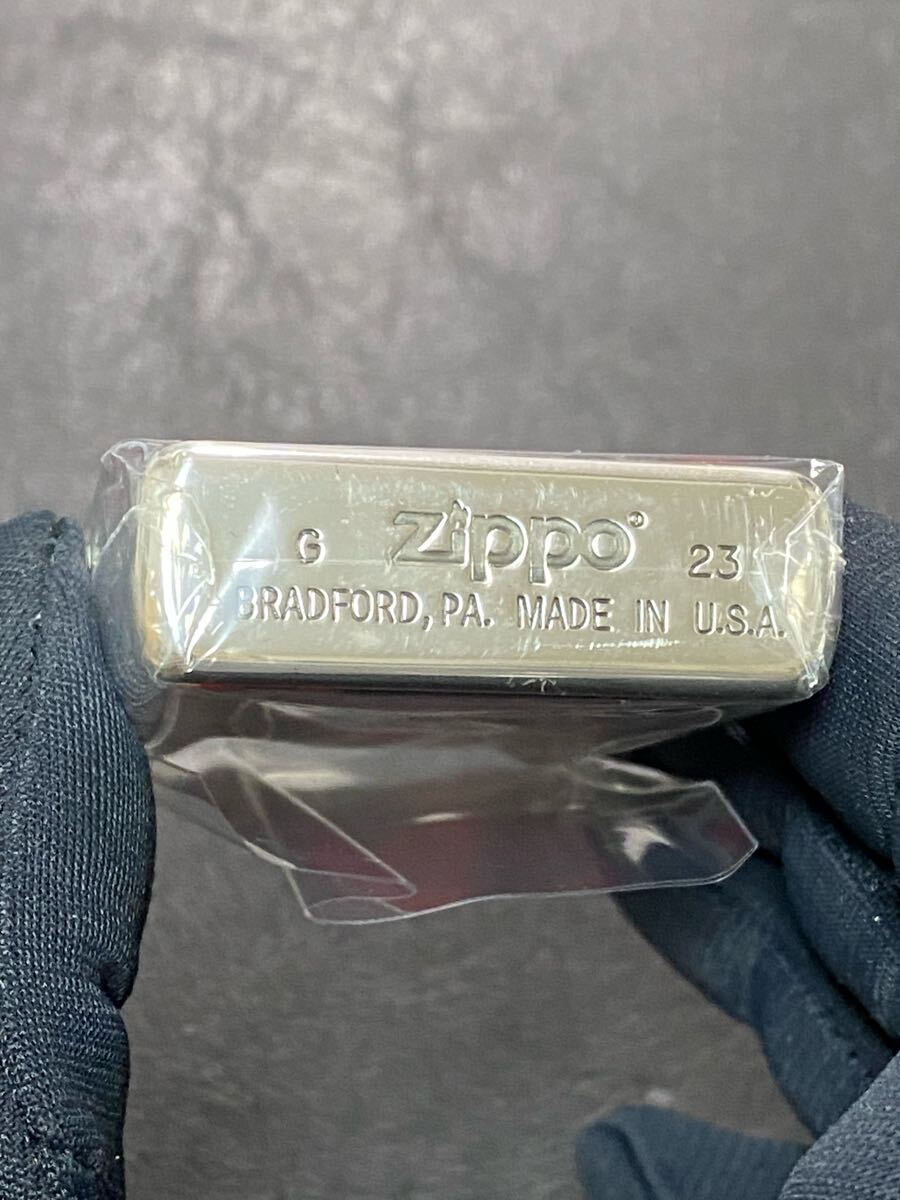 G Zippo® 23
BRADFORD, PA. MADE IN U.S.A.